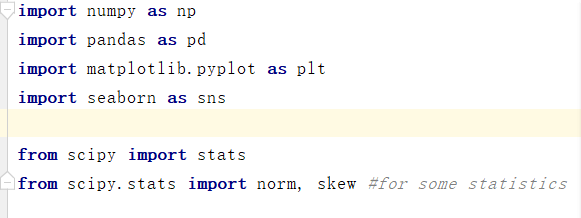 import numpy as np
import pandas as pd
import matplotlib.pyplot as plt
import seaborn as sns
from scipy import stats
from scipy.stats import norm, skew #for some statistics